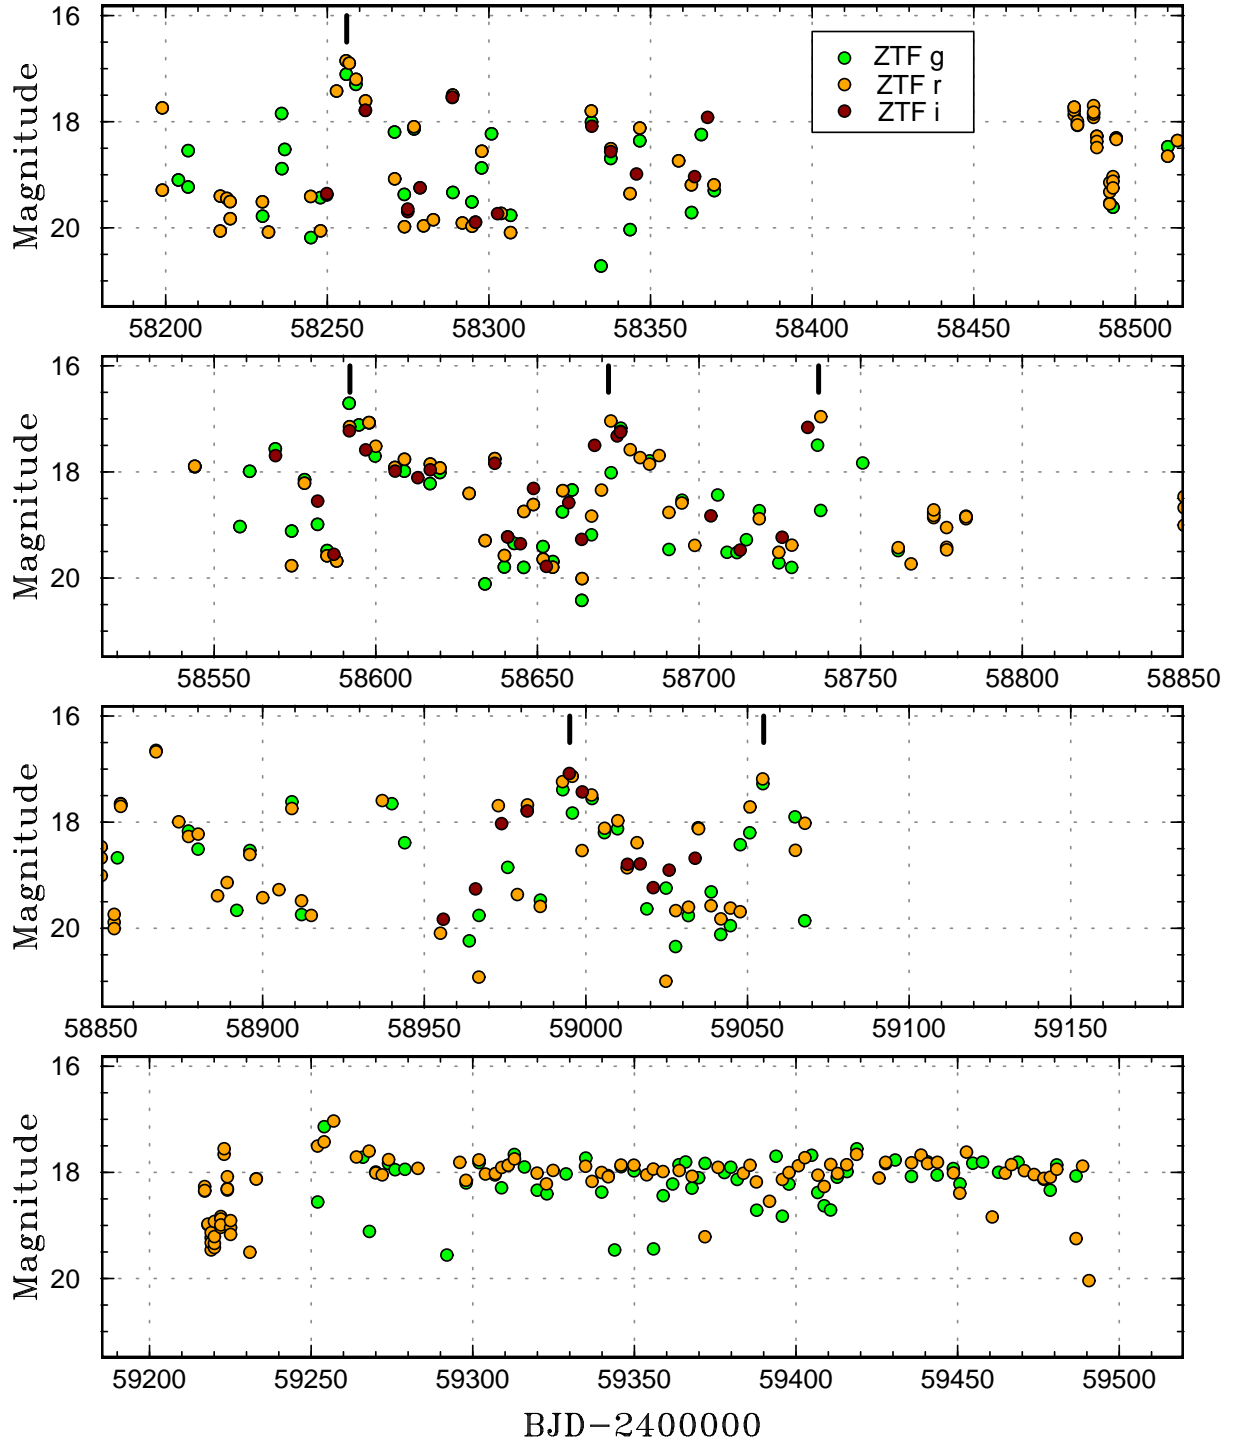 16
18
20
Magnitude
ZTF g
ZTF r
ZTF i
58200 58250 58300 58350 58400 58450 58500
16
18
20
Magnitude
58550 58600 58650 58700 58750 58800 58850
16
18
20
Magnitude
58850 58900 58950 59000 59050 59100 59150
16
18
20
Magnitude
59200 59250 59300 59350 59400 59450 59500
BJD−2400000